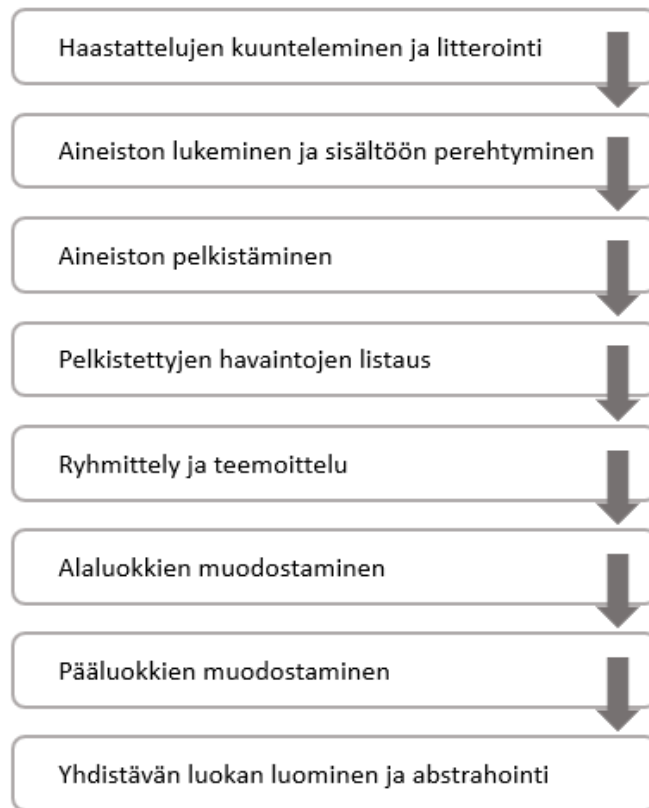 Haastattelujen kuunteleminen ja litterointi
Aineiston lukeminen ja sisältöön perehtyminen
Aineiston pelkistäminen
Pelkistettyjen havaintojen listaus
Ryhmittely ja teemoittelu
Alaluokkien muodostaminen
Pääluokkien muodostaminen
Yhdistävän luokan luominen ja abstrahointi